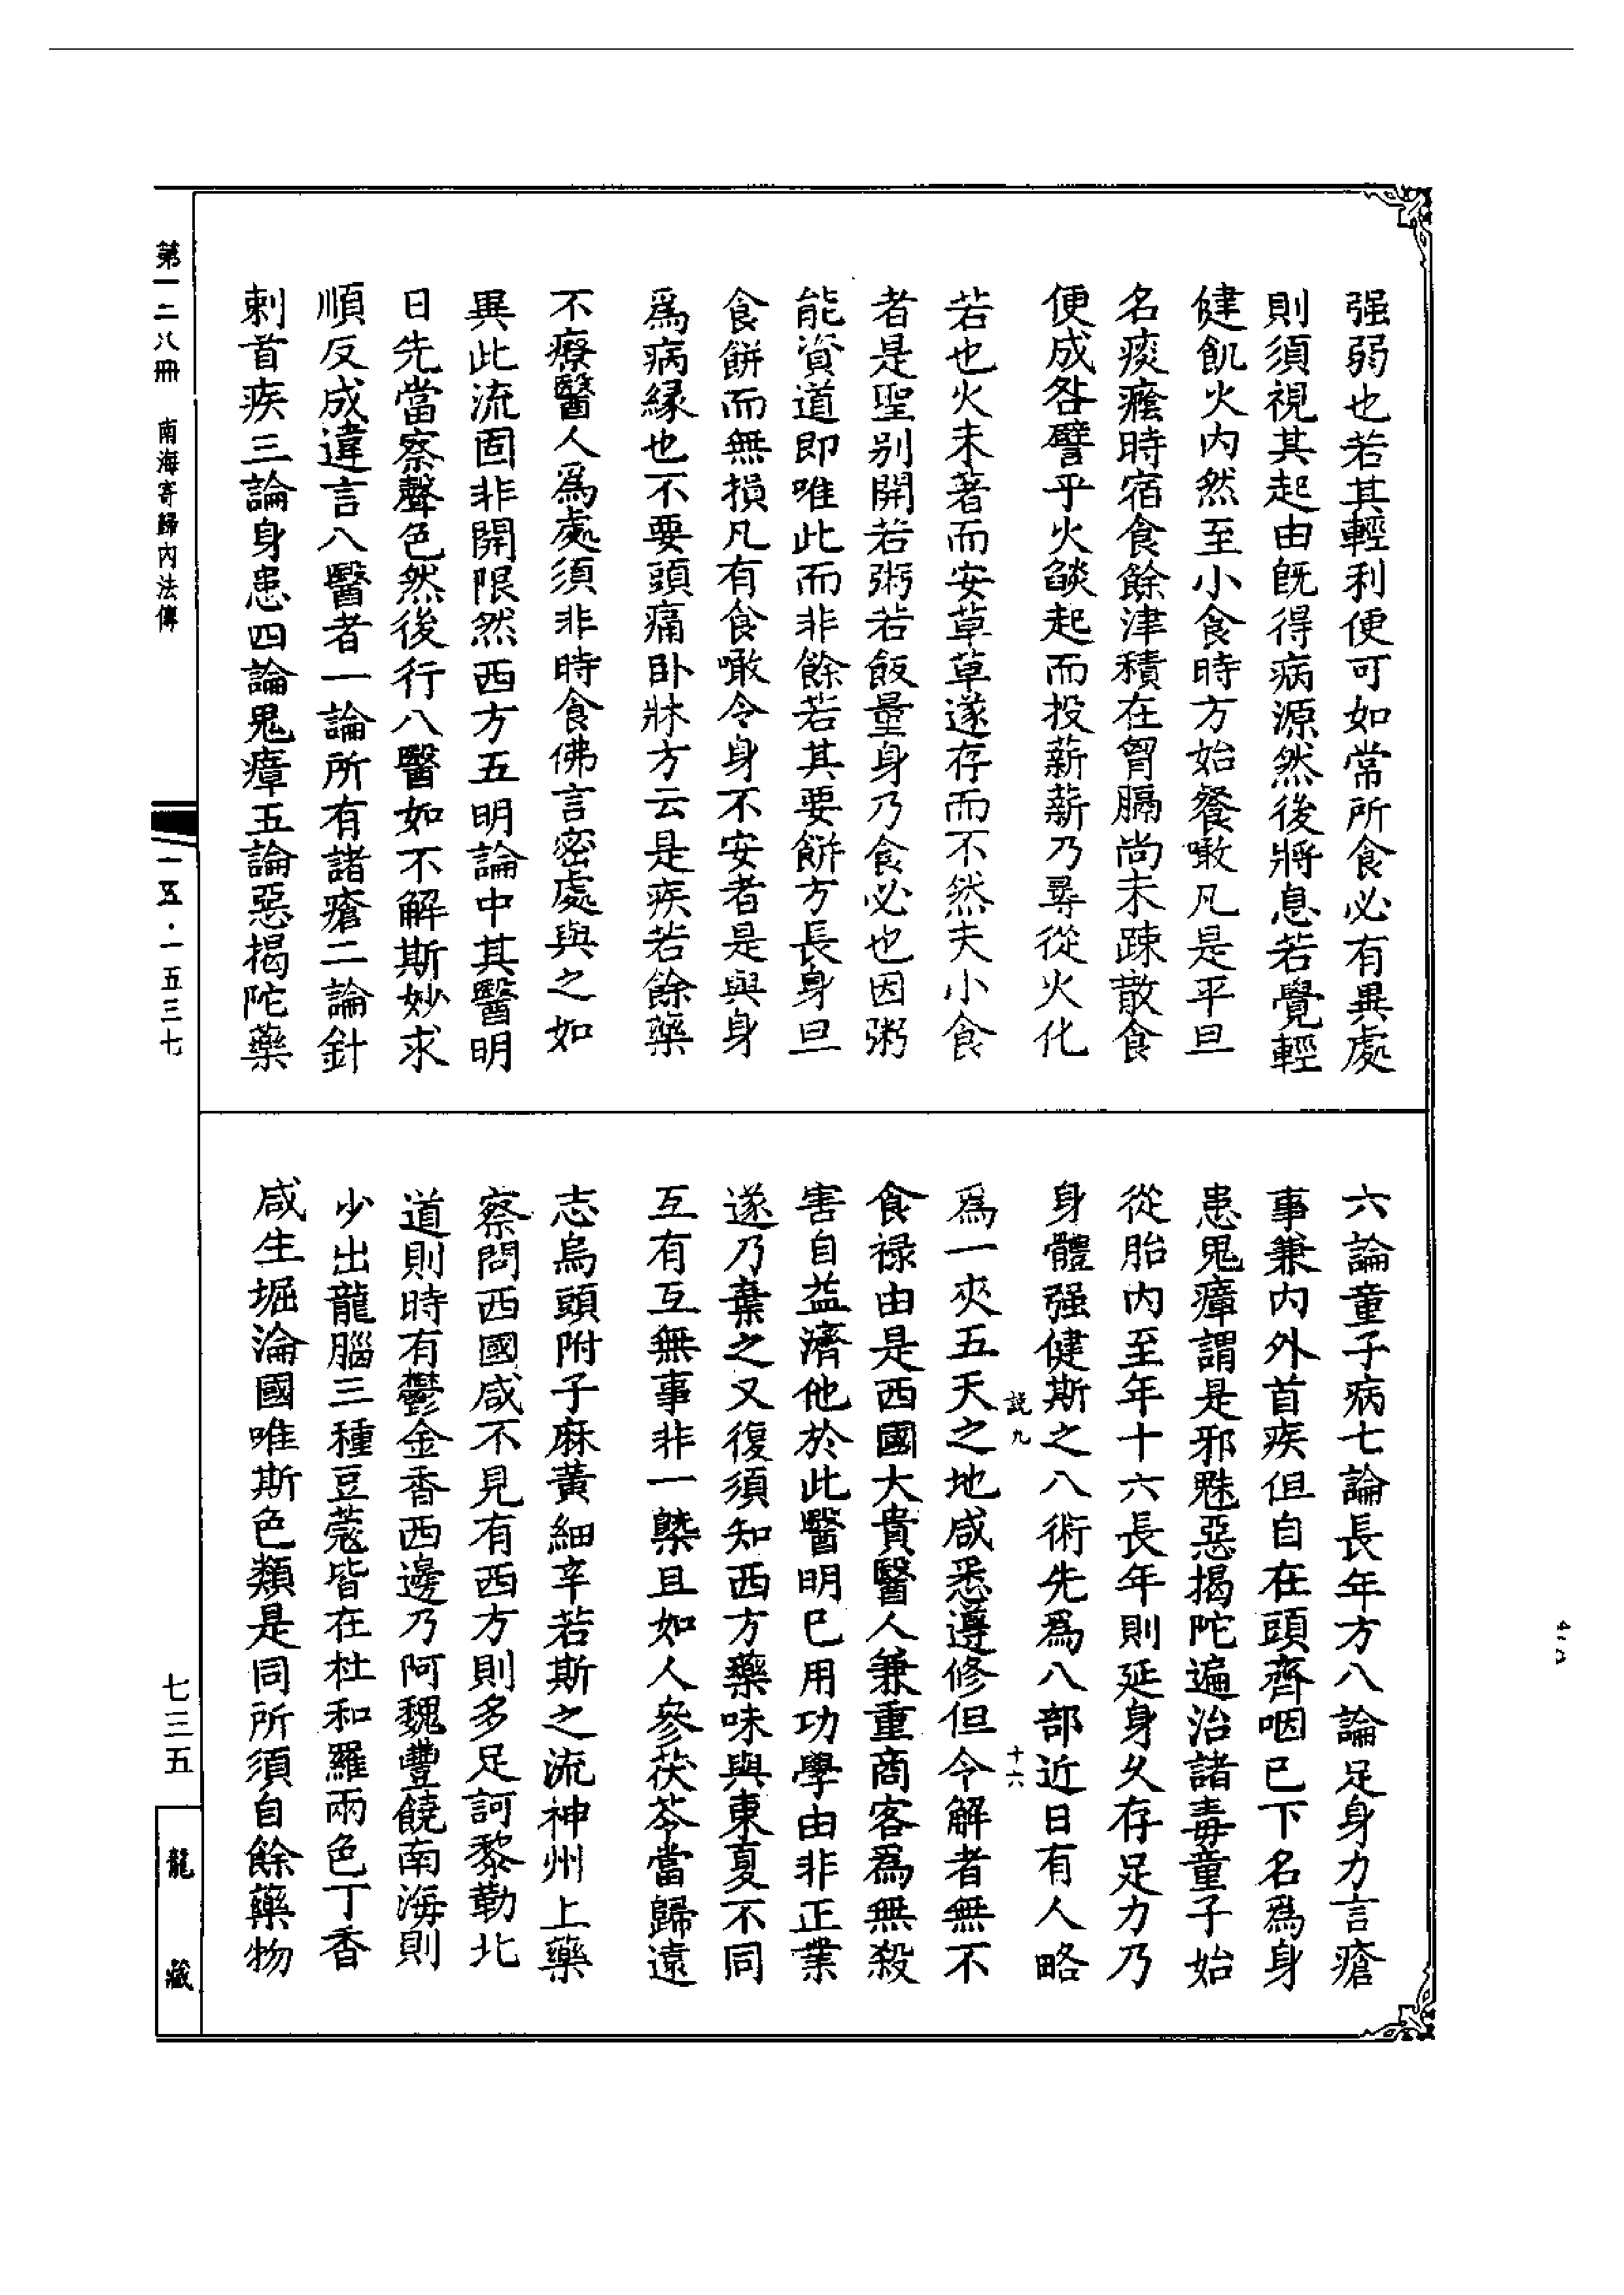 强弱也若其輕利便可如常所食必有異處
則須視其起由既得病源然後將息若覺輕
健飢火內然至小食時方始餐噉凡是平旦
名痰癊時宿食餘津積在胷膈尚未踈散食
便成咎譬乎火燄起而投薪薪乃尋從火化
若也火未著而安草草遂存而不然夫小食
者是聖别開若粥若飯量身乃食必也因粥
能資道即唯此而非餘若其要餅方長身旦
食餅而無損凡有食噉令身不安者是與身
爲病緣也不要頭痛卧牀方云是疾若餘藥
不療醫人爲處須非時食佛言密處與之如
異此流固非開限然西方五明論中其醫明
曰先當察聲色然後行八醫如不解斯妙求
順反成違言八醫者一論所有諸瘡二論針
刺首疾三論身患四論鬼瘴五論惡揭陀藥
六論童子病七論長年方八論足身力言瘡
事兼內外首疾但自在頭齊咽已下名爲身
患鬼瘴謂是邪魅惡揭陀遍治諸毒童子始
從胎內至年十六長年則延身久存足力乃
身體强健斯之八術先爲八部近日有人略
說九
十六
爲一夾五天之地咸悉遵修但令解者無不
食祿由是西國大貴醫人兼重商客爲無殺
害自益濟他於此醫明已用功學由非正業
遂乃棄之又復須知西方藥味與東夏不同
互有互無事非一槩且如人參茯苓當歸遠
志烏頭附子麻黃細辛若斯之流神州上藥
察問西國咸不見有西方則多足訶黎勒北
道則時有鬱金香西邊乃阿魏豐饒南海則
少出龍腦三種豆蔻皆在杜和羅兩色丁香
咸生堀淪國唯斯色類是同所須自餘藥物
第一二八冊
南海寄歸內法傳
一五·一五三七
七三五
龍藏